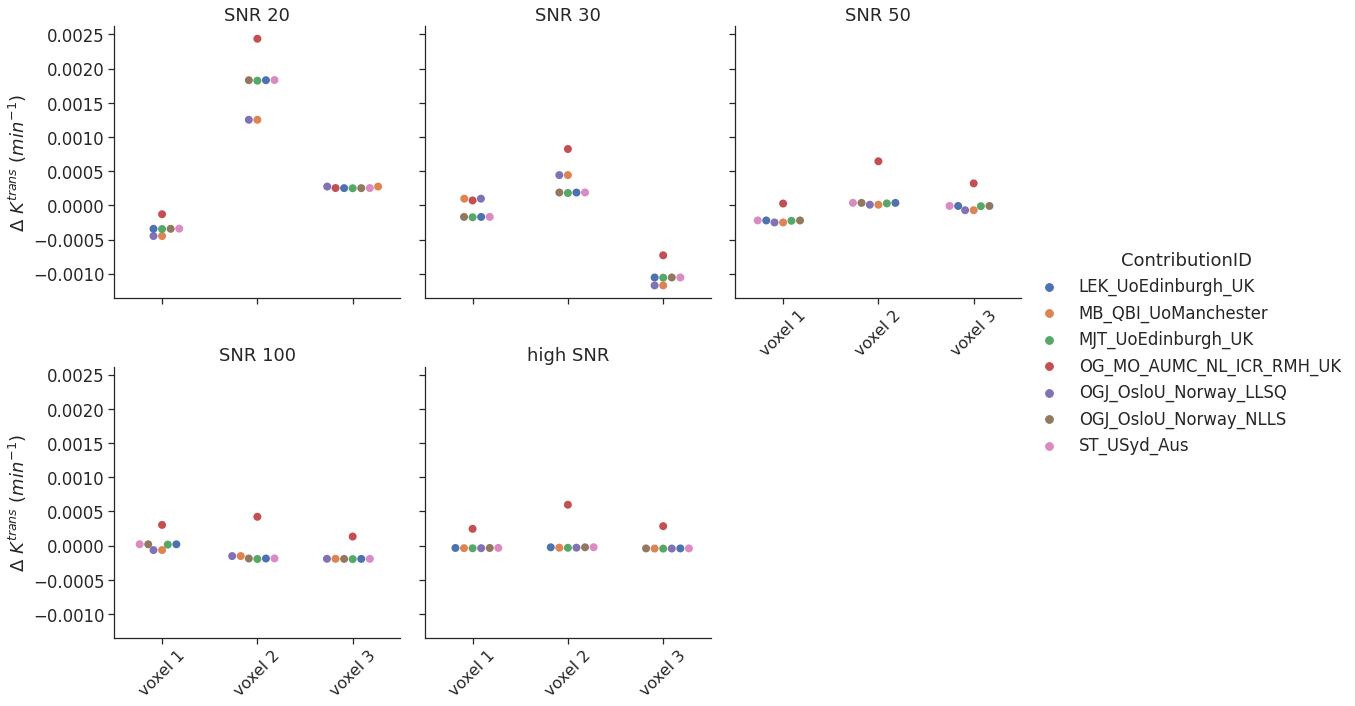 SNR 20
SNR 30
SNR 50
0.0025
0.0020
0.0015
0.0010
0.0005
0.0000
−0.0005
−0.0010
Δ K^trans (min^−1)
voxel 1
voxel 2
voxel 3
ContributionID
LEK_UoEdinburgh_UK
MB_QBI_UoManchester
MJT_UoEdinburgh_UK
OG_MO_AUMC_NL_ICR_RMH_UK
OGJ_OsloU_Norway_LLSQ
OGJ_OsloU_Norway_NLLS
ST_USyd_Aus
SNR 100
high SNR
0.0025
0.0020
0.0015
0.0010
0.0005
0.0000
−0.0005
−0.0010
Δ K^trans (min^−1)
voxel 1
voxel 2
voxel 3
voxel 1
voxel 2
voxel 3